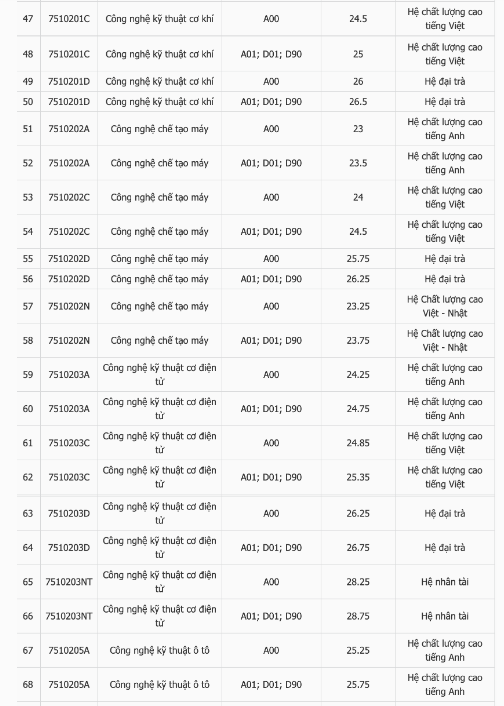 47 7510201C Công nghệ kỹ thuật cơ khí A00 24.5 Hệ chất lượng cao tiếng Việt
48 7510201C Công nghệ kỹ thuật cơ khí A01; D01; D90 25 Hệ chất lượng cao tiếng Việt
49 7510201D Công nghệ kỹ thuật cơ khí A00 26 Hệ đại trà
50 7510201D Công nghệ kỹ thuật cơ khí A01; D01; D90 26.5 Hệ đại trà
51 7510202A Công nghệ chế tạo máy A00 23 Hệ chất lượng cao tiếng Anh
52 7510202A Công nghệ chế tạo máy A01; D01; D90 23.5 Hệ chất lượng cao tiếng Anh
53 7510202C Công nghệ chế tạo máy A00 24 Hệ chất lượng cao tiếng Việt
54 7510202C Công nghệ chế tạo máy A01; D01; D90 24.5 Hệ chất lượng cao tiếng Việt
55 7510202D Công nghệ chế tạo máy A00 25.75 Hệ đại trà
56 7510202D Công nghệ chế tạo máy A01; D01; D90 26.25 Hệ đại trà
57 7510202N Công nghệ chế tạo máy A00 23.25 Hệ Chất lượng cao Việt - Nhật
58 7510202N Công nghệ chế tạo máy A01; D01; D90 23.75 Hệ Chất lượng cao Việt - Nhật
59 7510203A Công nghệ kỹ thuật cơ điện tử A00 24.25 Hệ chất lượng cao tiếng Anh
60 7510203A Công nghệ kỹ thuật cơ điện tử A01; D01; D90 24.75 Hệ chất lượng cao tiếng Anh
61 7510203C Công nghệ kỹ thuật cơ điện tử A00 24.85 Hệ chất lượng cao tiếng Việt
62 7510203C Công nghệ kỹ thuật cơ điện tử A01; D01; D90 25.35 Hệ chất lượng cao tiếng Việt
63 7510203D Công nghệ kỹ thuật cơ điện tử A00 26.25 Hệ đại trà
64 7510203D Công nghệ kỹ thuật cơ điện tử A01; D01; D90 26.75 Hệ đại trà
65 7510203NT Công nghệ kỹ thuật cơ điện tử A00 28.25 Hệ nhân tài
66 7510203NT Công nghệ kỹ thuật cơ điện tử A01; D01; D90 28.75 Hệ nhân tài
67 7510205A Công nghệ kỹ thuật ô tô A00 25.25 Hệ chất lượng cao tiếng Anh
68 7510205A Công nghệ kỹ thuật ô tô A01; D01; D90 25.75 Hệ chất lượng cao tiếng Anh